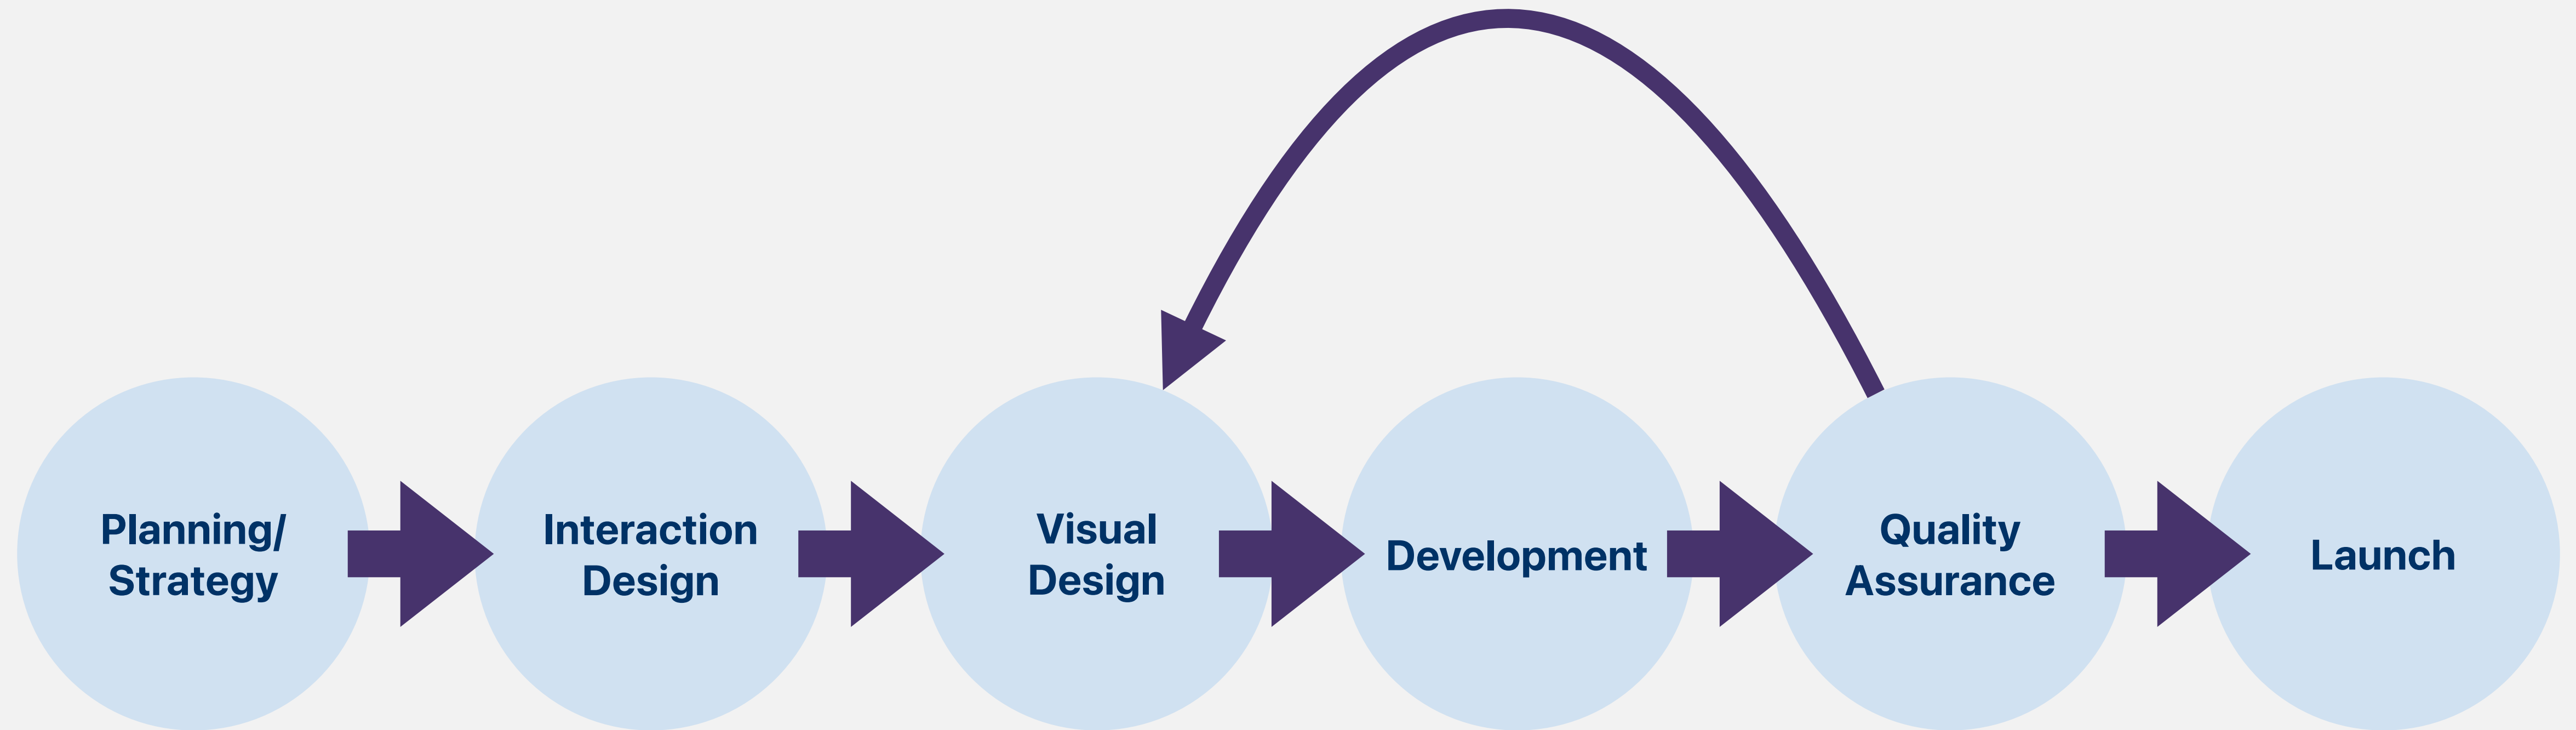 Planning/
Strategy
Interaction
Design
Visual
Design
Development
Quality
Assurance
Launch